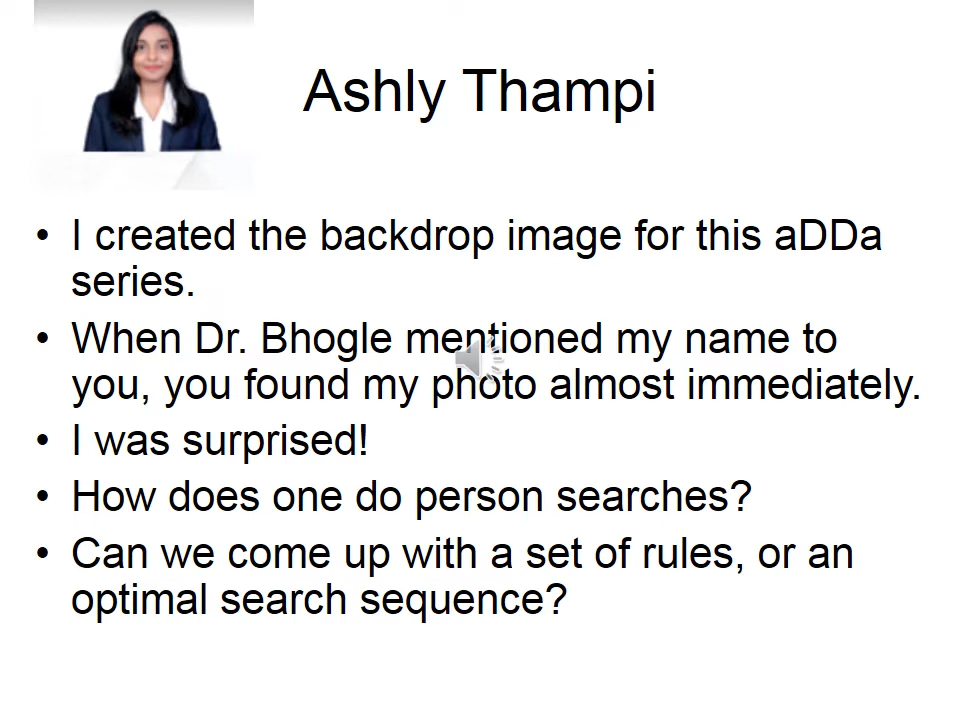 Ashly Thampi
• I created the backdrop image for this aDDa
series.
• When Dr. Bhogle mentioned my name to
you, you found my photo almost immediately.
• I was surprised!
• How does one do person searches?
• Can we come up with a set of rules, or an
optimal search sequence?